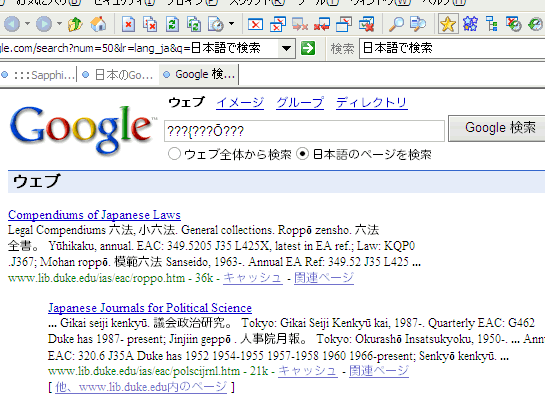 gle.com/search?num=50&lr=lang_ja&q=日本語で検索 検索 日本語で検索
:::Sapphi... 日本のGo... Google 検...
ウェブ イメージ グループ ディレクトリ
Google™ ???{???Ō??? Google 検索
ウェブ全体から検索 日本語のページを検索
ウェブ
Compendiums of Japanese Laws
Legal Compendiums 六法, 小六法. General collections. Roppō zensho. 六法
全書。 Yūhikaku, annual. EAC: 349.5205 J35 L425X, latest in EA ref.; Law: KQP0
.J367; Mohan roppō. 模範六法 Sanseido, 1963-. Annual EA Ref: 349.52 J35 L425 ...
www.lib.duke.edu/ias/eac/roppo.htm - 36k - キャッシュ - 関連ページ
Japanese Journals for Political Science
... Gikai seiji kenkyū. 議会政治研究。 Tokyo: Gikai Seiji Kenkyū kai, 1987-. Quarterly EAC: G462
Duke has 1987- present; Jinjiin geppō . 人事院月報。 Tokyo: Okurashō Insatsukyoku, 1950-. ... Ann
EAC: 320.6 J35A Duke has 1952 1954-1955 1957-1958 1960 1966-present; Senkyō kenkyū. ...
www.lib.duke.edu/ias/eac/polscijrnl.htm - 21k - キャッシュ - 関連ページ
[ 他、www.lib.duke.edu内のページ ]